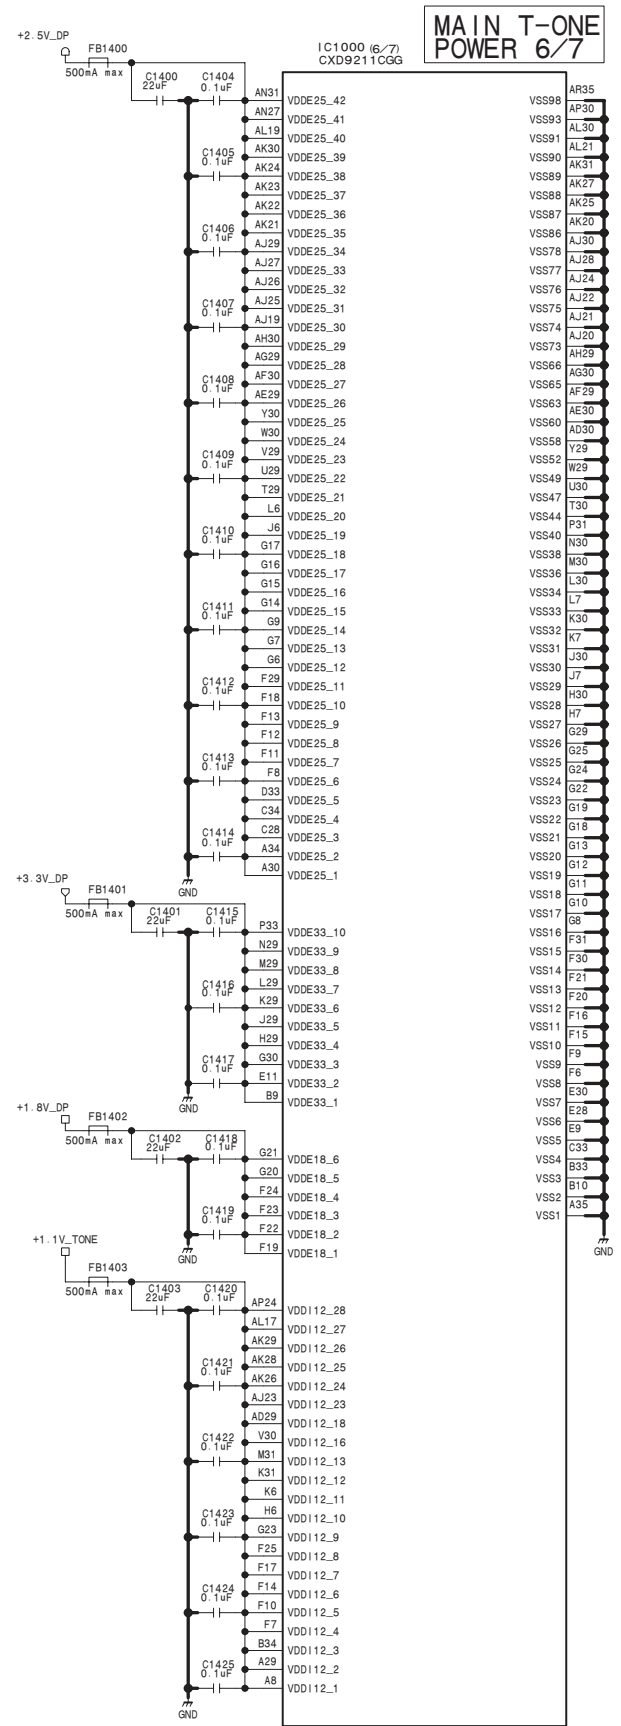 MAIN T-ONE
POWER 6/7
IC1000 (6/7)
CXD9211CGG
+2.5V_DP
FB1400
500mA max
C1400
22uF
C1404
0.1uF
C1405
0.1uF
C1406
0.1uF
C1407
0.1uF
C1408
0.1uF
C1409
0.1uF
C1410
0.1uF
C1411
0.1uF
C1412
0.1uF
C1413
0.1uF
C1414
0.1uF
GND
AN31 VDDE25_42
AN27 VDDE25_41
AL19 VDDE25_40
AK30 VDDE25_39
AK24 VDDE25_38
AK23 VDDE25_37
AK22 VDDE25_36
AK21 VDDE25_35
AJ29 VDDE25_34
AJ27 VDDE25_33
AJ26 VDDE25_32
AJ25 VDDE25_31
AJ19 VDDE25_30
AH30 VDDE25_29
AG29 VDDE25_28
AF30 VDDE25_27
AE29 VDDE25_26
Y30 VDDE25_25
W30 VDDE25_24
V29 VDDE25_23
U29 VDDE25_22
T29 VDDE25_21
L6 VDDE25_20
J6 VDDE25_19
G17 VDDE25_18
G16 VDDE25_17
G15 VDDE25_16
G14 VDDE25_15
G9 VDDE25_14
G7 VDDE25_13
G6 VDDE25_12
F29 VDDE25_11
F18 VDDE25_10
F13 VDDE25_9
F12 VDDE25_8
F11 VDDE25_7
F8 VDDE25_6
D33 VDDE25_5
C34 VDDE25_4
C28 VDDE25_3
A34 VDDE25_2
A30 VDDE25_1
+3.3V_DP
FB1401
500mA max
C1401
22uF
C1415
0.1uF
C1416
0.1uF
C1417
0.1uF
GND
P33 VDDE33_10
N29 VDDE33_9
M29 VDDE33_8
L29 VDDE33_7
K29 VDDE33_6
J29 VDDE33_5
H29 VDDE33_4
G30 VDDE33_3
E11 VDDE33_2
B9 VDDE33_1
+1.8V_DP
FB1402
500mA max
C1402
22uF
C1418
0.1uF
C1419
0.1uF
GND
G21 VDDE18_6
G20 VDDE18_5
F24 VDDE18_4
F23 VDDE18_3
F22 VDDE18_2
F19 VDDE18_1
+1.1V_TONE
FB1403
500mA max
C1403
22uF
C1420
0.1uF
C1421
0.1uF
C1422
0.1uF
C1423
0.1uF
C1424
0.1uF
C1425
0.1uF
GND
AP24 VDDI12_28
AL17 VDDI12_27
AK29 VDDI12_26
AK28 VDDI12_25
AK26 VDDI12_24
AJ23 VDDI12_23
AD29 VDDI12_18
V30 VDDI12_16
M31 VDDI12_13
K31 VDDI12_12
K6 VDDI12_11
H6 VDDI12_10
G23 VDDI12_9
F25 VDDI12_8
F17 VDDI12_7
F14 VDDI12_6
F10 VDDI12_5
F7 VDDI12_4
B34 VDDI12_3
A29 VDDI12_2
A8 VDDI12_1
VSS98 AR35
VSS93 AP30
VSS91 AL30
VSS90 AL21
VSS89 AK31
VSS88 AK27
VSS87 AK25
VSS86 AK20
VSS78 AJ30
VSS77 AJ28
VSS76 AJ24
VSS75 AJ22
VSS74 AJ21
VSS73 AJ20
VSS66 AH29
VSS65 AG30
VSS63 AF29
VSS60 AE30
VSS58 AD30
VSS52 Y29
VSS49 W29
VSS47 U30
VSS44 T30
VSS40 P31
VSS38 N30
VSS36 M30
VSS34 L30
VSS33 L7
VSS32 K30
VSS31 K7
VSS30 J30
VSS29 J7
VSS28 H30
VSS27 H7
VSS26 G29
VSS25 G25
VSS24 G24
VSS23 G22
VSS22 G19
VSS21 G18
VSS20 G13
VSS19 G12
VSS18 G11
VSS17 G10
VSS16 G8
VSS15 F31
VSS14 F30
VSS13 F21
VSS12 F20
VSS11 F16
VSS10 F15
VSS9 F9
VSS8 F6
VSS7 E30
VSS6 E28
VSS5 E9
VSS4 C33
VSS3 B33
VSS2 B10
VSS1 A35
GND